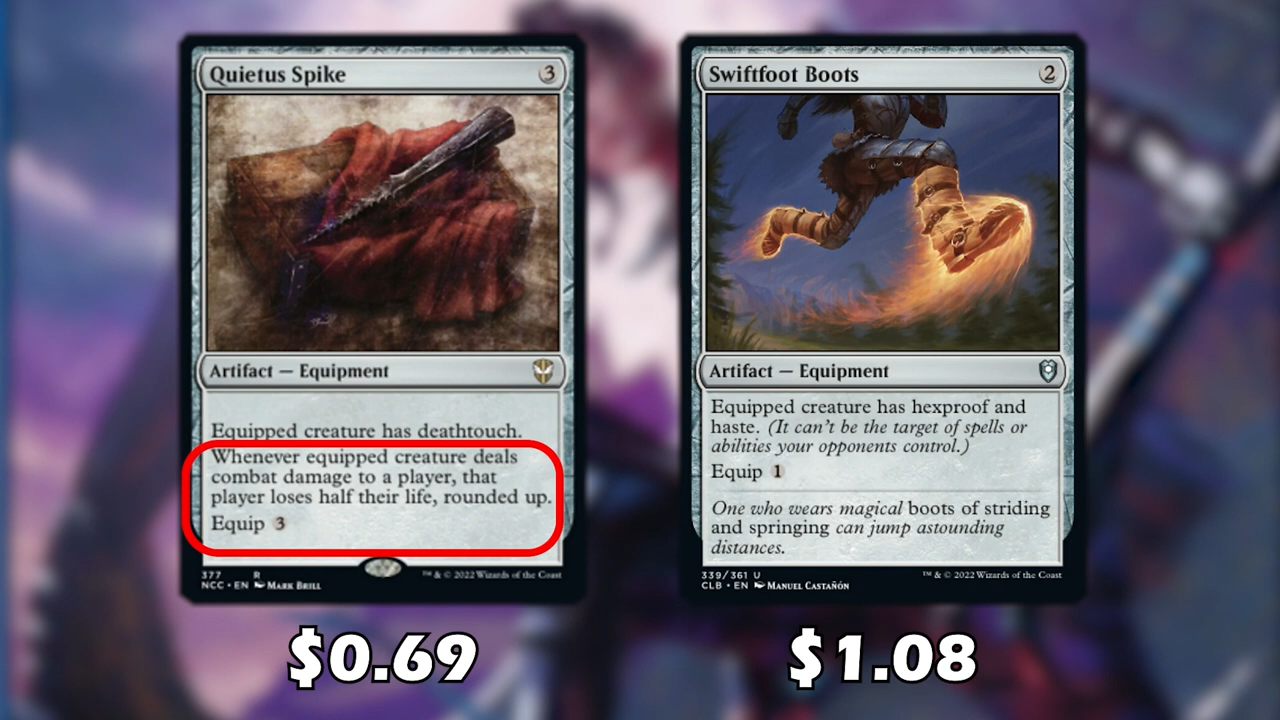 Quietus Spike 3
Artifact — Equipment
Equipped creature has deathtouch.
Whenever equipped creature deals
combat damage to a player, that
player loses half their life, rounded up.
Equip 3
377 R
NCC • EN MARK BRILL
™ & © 2022 Wizards of the Coast
$0.69
Swiftfoot Boots 2
Artifact — Equipment
Equipped creature has hexproof and
haste. (It can't be the target of spells or
abilities your opponents control.)
Equip 1
One who wears magical boots of striding
and springing can jump astounding
distances.
339/361 U
CLB • EN MANUEL CASTAÑÓN
™ & © 2022 Wizards of the Coast
$1.08